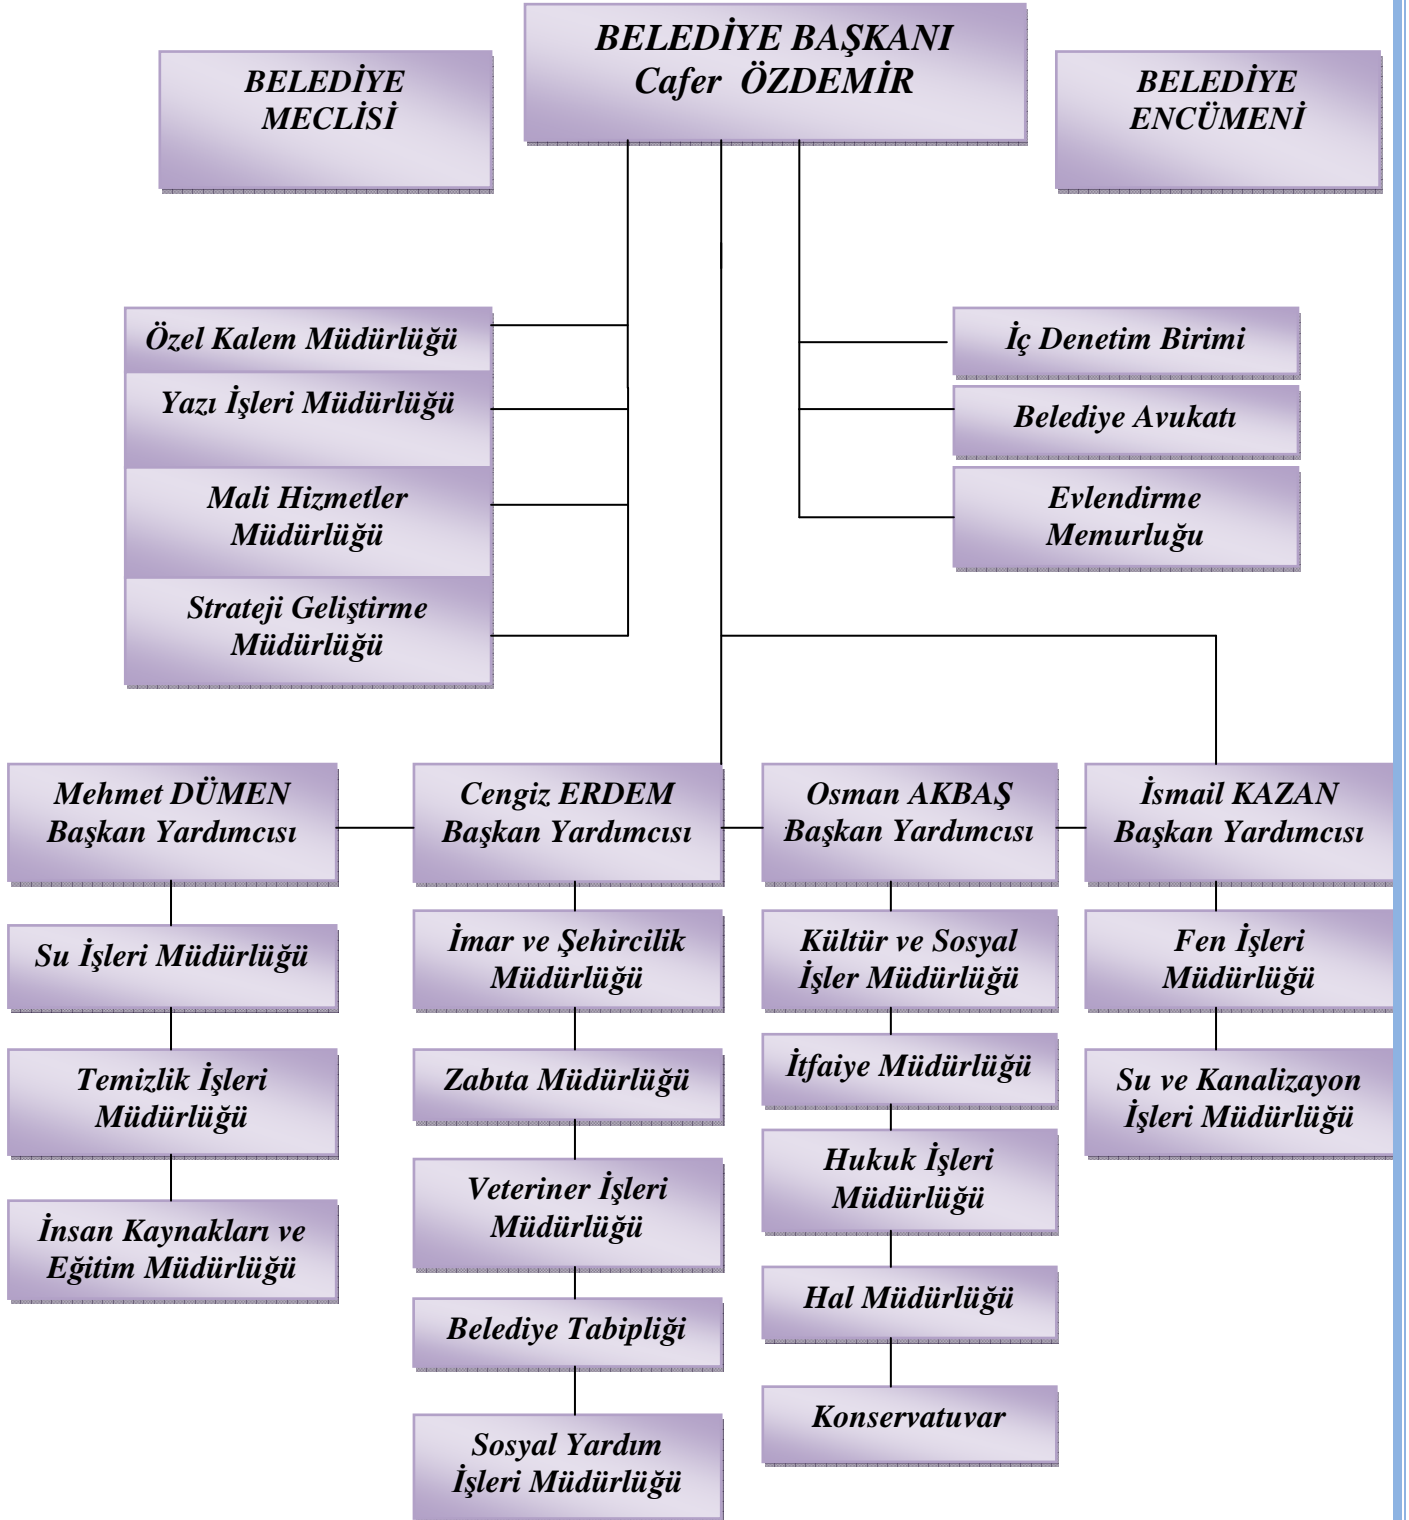 BELEDİYE BAŞKANI
Cafer ÖZDEMİR
BELEDİYE
MECLİSİ
BELEDİYE
ENCÜMENİ
Özel Kalem Müdürlüğü
Yazı İşleri Müdürlüğü
Mali Hizmetler
Müdürlüğü
Strateji Geliştirme
Müdürlüğü
İç Denetim Birimi
Belediye Avukatı
Evlendirme
Memurluğu
Mehmet DÜMEN
Başkan Yardımcısı
Su İşleri Müdürlüğü
Temizlik İşleri
Müdürlüğü
İnsan Kaynakları ve
Eğitim Müdürlüğü
Cengiz ERDEM
Başkan Yardımcısı
İmar ve Şehircilik
Müdürlüğü
Zabıta Müdürlüğü
Veteriner İşleri
Müdürlüğü
Belediye Tabipliği
Sosyal Yardım
İşleri Müdürlüğü
Osman AKBAŞ
Başkan Yardımcısı
Kültür ve Sosyal
İşler Müdürlüğü
İtfaiye Müdürlüğü
Hukuk İşleri
Müdürlüğü
Hal Müdürlüğü
Konservatuvar
İsmail KAZAN
Başkan Yardımcısı
Fen İşleri
Müdürlüğü
Su ve Kanalizayon
İşleri Müdürlüğü